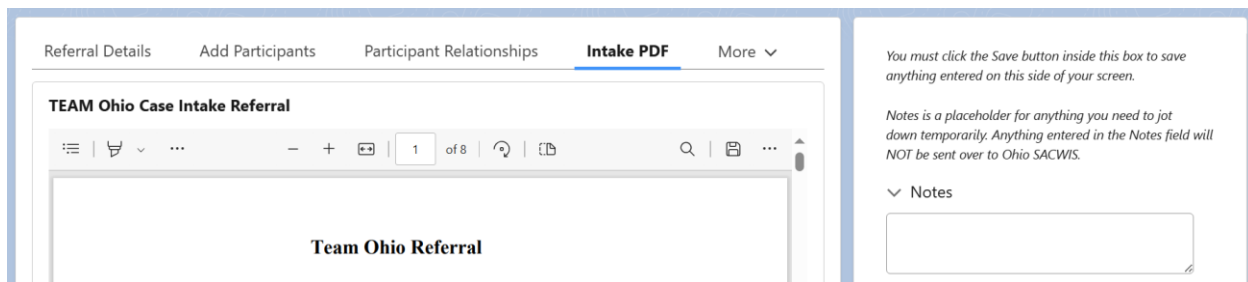 Referral Details Add Participants Participant Relationships Intake PDF More
TEAM Ohio Case Intake Referral
1 of 8
Team Ohio Referral
You must click the Save button inside this box to save
anything entered on this side of your screen.
Notes is a placeholder for anything you need to jot
down temporarily. Anything entered in the Notes field will
NOT be sent over to Ohio SACWIS.
Notes